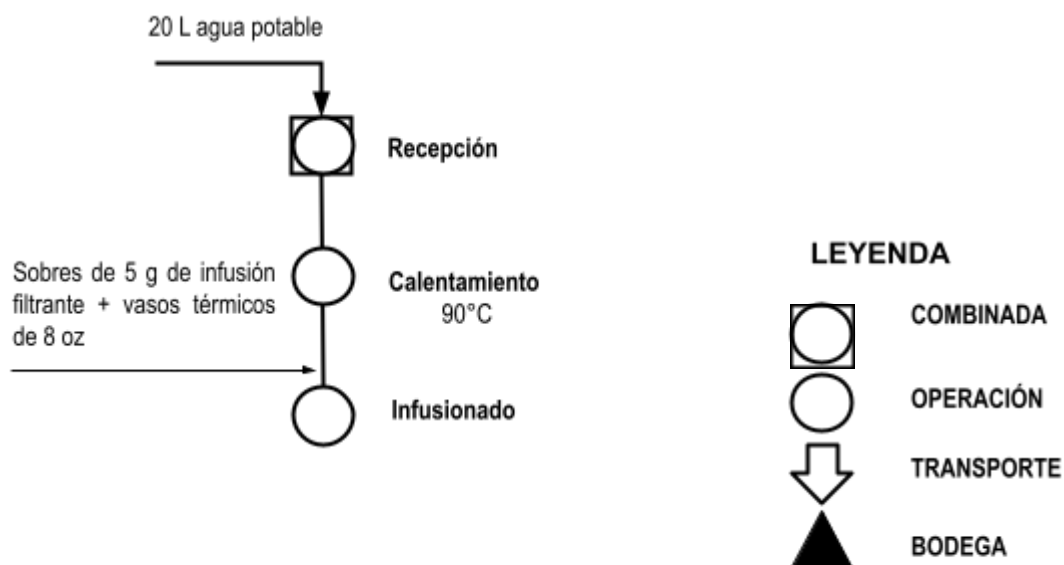 20 L agua potable
Recepción
Sobres de 5 g de infusión
filtrante + vasos térmicos
de 8 oz
Calentamiento
90°C
Infusionado
LEYENDA
COMBINADA
OPERACIÓN
TRANSPORTE
BODEGA